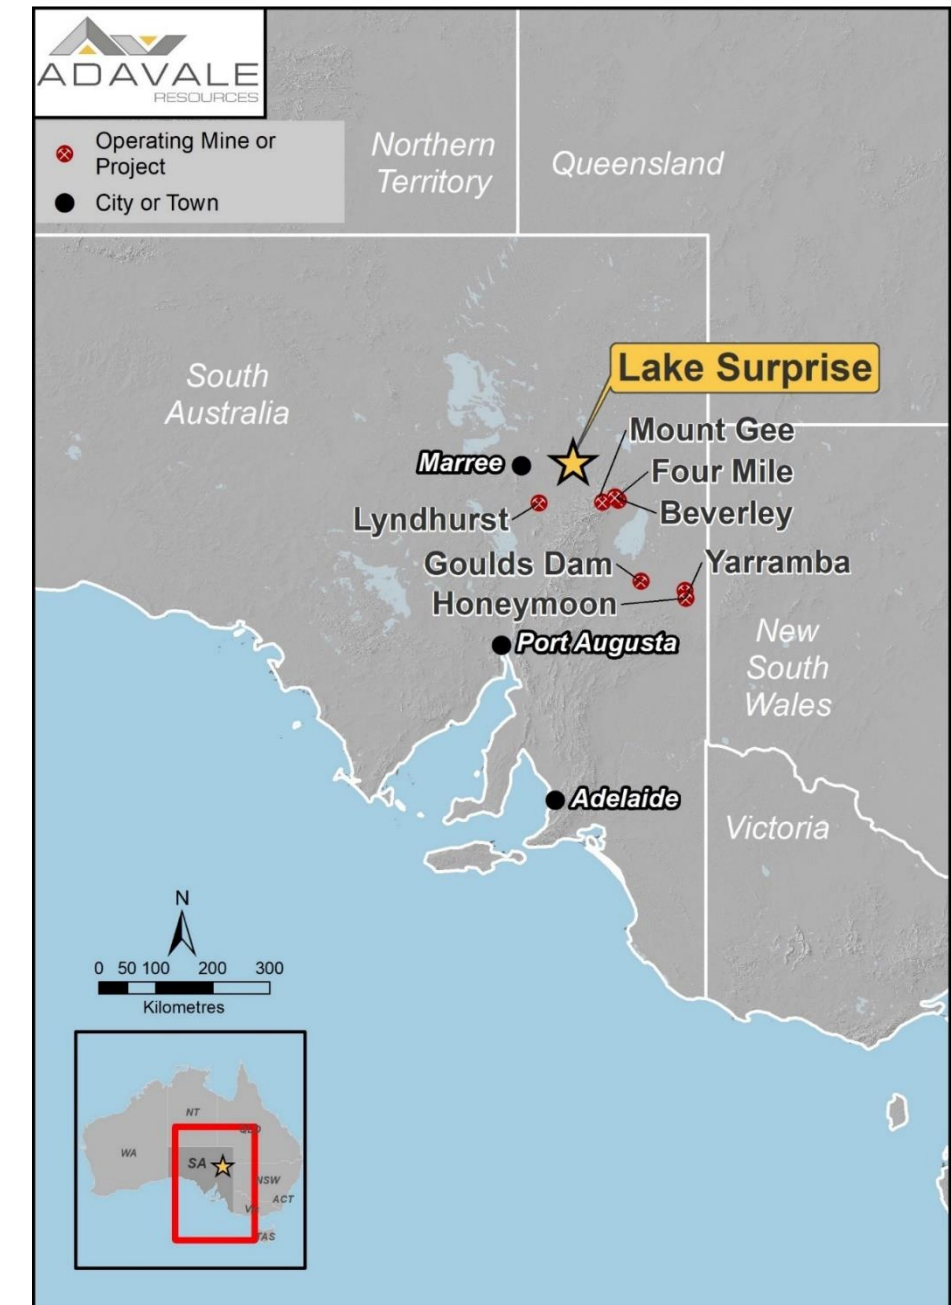 ADAVALE
RESOURCES
Operating Mine or
Project
City or Town
Northern
Territory
Queensland
South
Australia
Lake Surprise
Mount Gee
Marree
Four Mile
Lyndhurst
Beverley
Goulds Dam
Yarramba
Honeymoon
Port Augusta
New
South
Wales
Adelaide
Victoria
N
0 50 100 200 300
Kilometres
NT
QLD
WA
SA
NSW
ACT
TAS